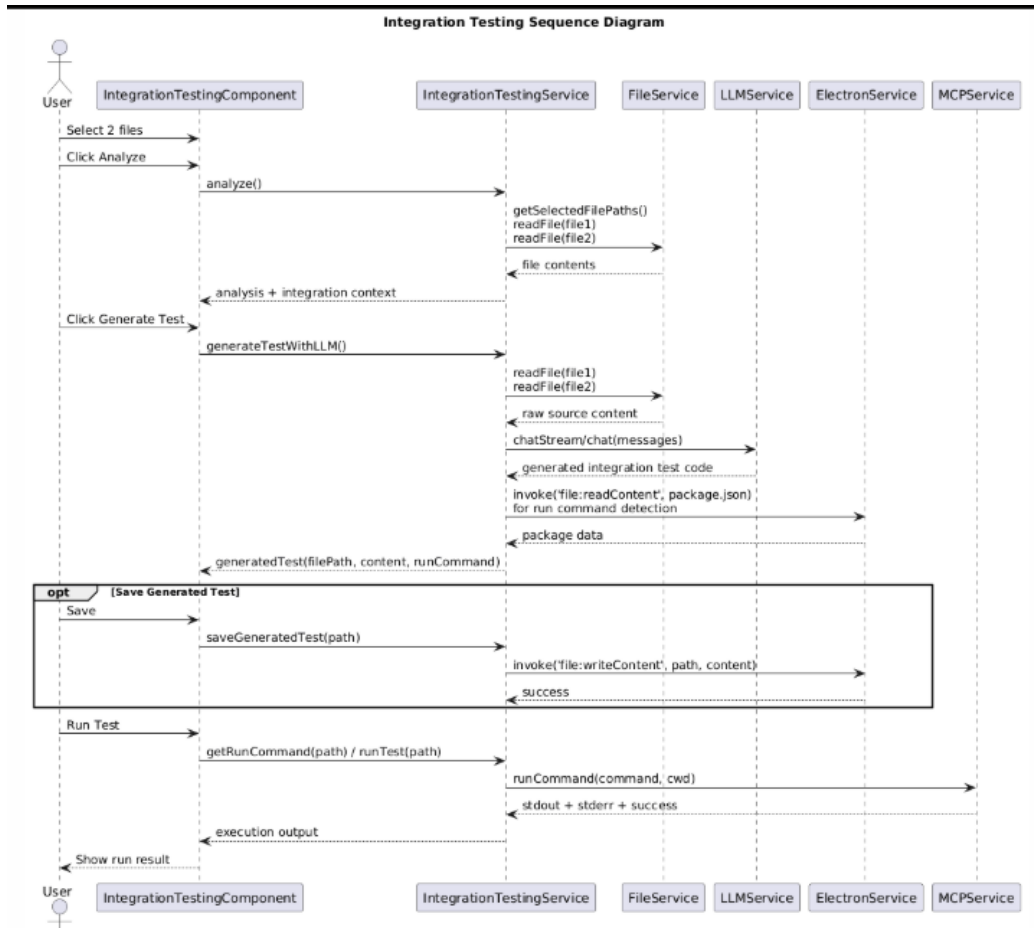 Integration Testing Sequence Diagram
User
IntegrationTestingComponent
IntegrationTestingService
FileService
LLMService
ElectronService
MCPService
Select 2 files
Click Analyze
analyze()
getSelectedFilePaths()
readFile(file1)
readFile(file2)
file contents
analysis + integration context
Click Generate Test
generateTestWithLLM()
readFile(file1)
readFile(file2)
raw source content
chatStream/chat(messages)
generated integration test code
invoke('file:readContent', package.json)
for run command detection
package data
generatedTest(filePath, content, runCommand)
opt [Save Generated Test]
Save
saveGeneratedTest(path)
invoke('file:writeContent', path, content)
success
Run Test
getRunCommand(path) / runTest(path)
runCommand(command, cwd)
stdout + stderr + success
execution output
Show run result
User
IntegrationTestingComponent
IntegrationTestingService
FileService
LLMService
ElectronService
MCPService